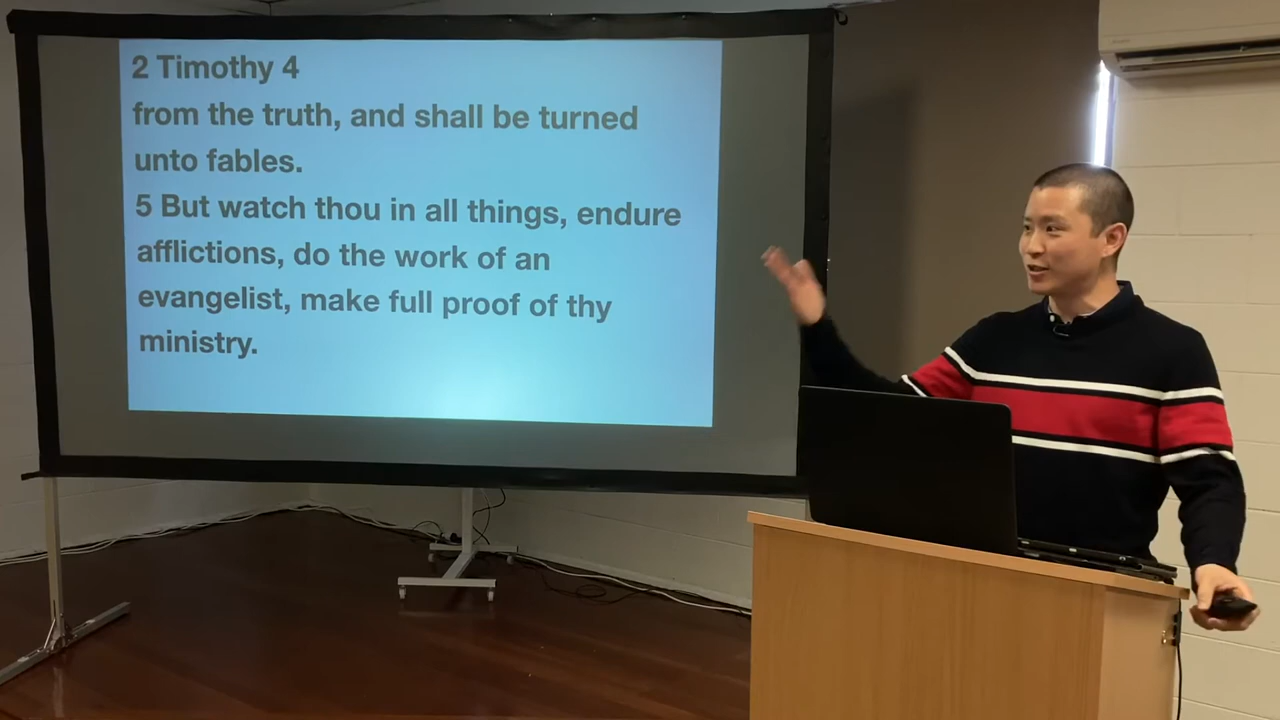 2 Timothy 4
from the truth, and shall be turned
unto fables.
5 But watch thou in all things, endure
afflictions, do the work of an
evangelist, make full proof of thy
ministry.